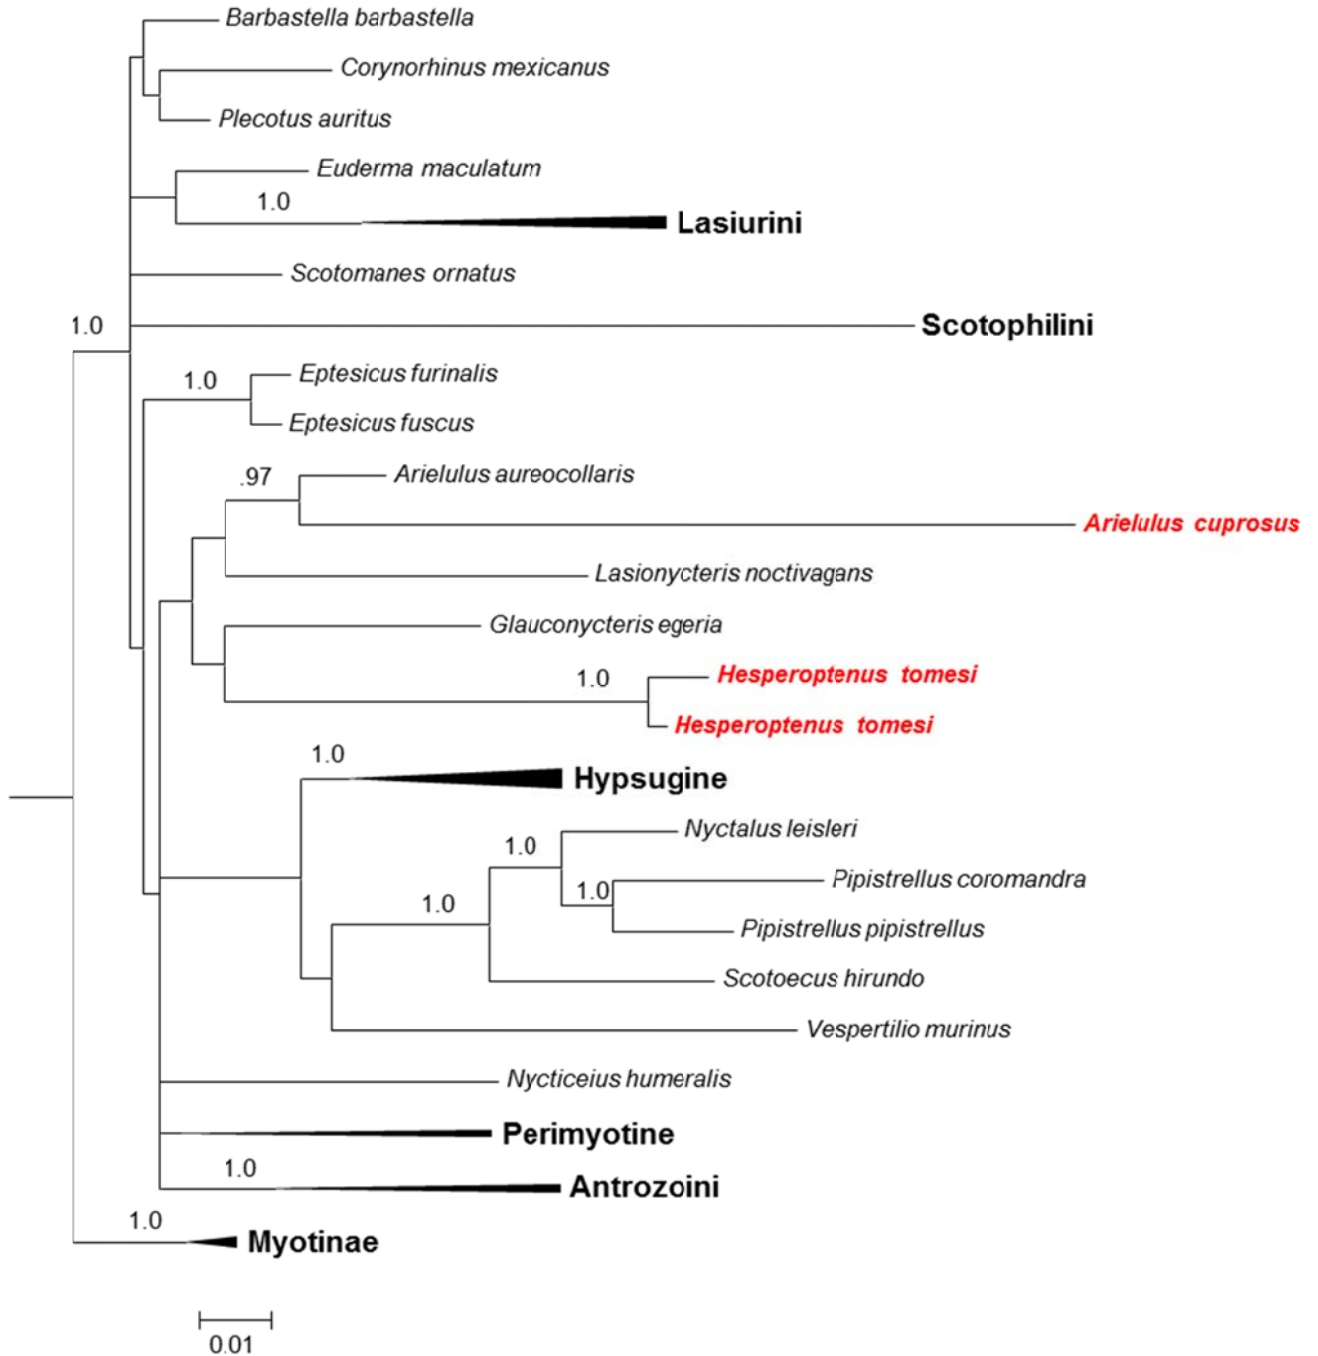 Barbastella barbastella
Corynorhinus mexicanus
Plecotus auritus
Euderma maculatum
1.0
Lasiurini
Scotomanes ornatus
1.0
Scotophilini
1.0
Eptesicus furinalis
Eptesicus fuscus
.97
Arielulus aureocollaris
Arielulus cuprosus
Lasionycteris noctivagans
Glauconycteris egeria
1.0
Hesperoptenus tomesi
Hesperoptenus tomesi
1.0
Hypsugine
Nyctalus leisleri
1.0
Pipistrellus coromandra
1.0
1.0
Pipistrellus pipistrellus
Scotoecus hirundo
Vespertilio murinus
Nycticeius humeralis
Perimyotine
1.0
Antrozoini
1.0
Myotinae
0.01